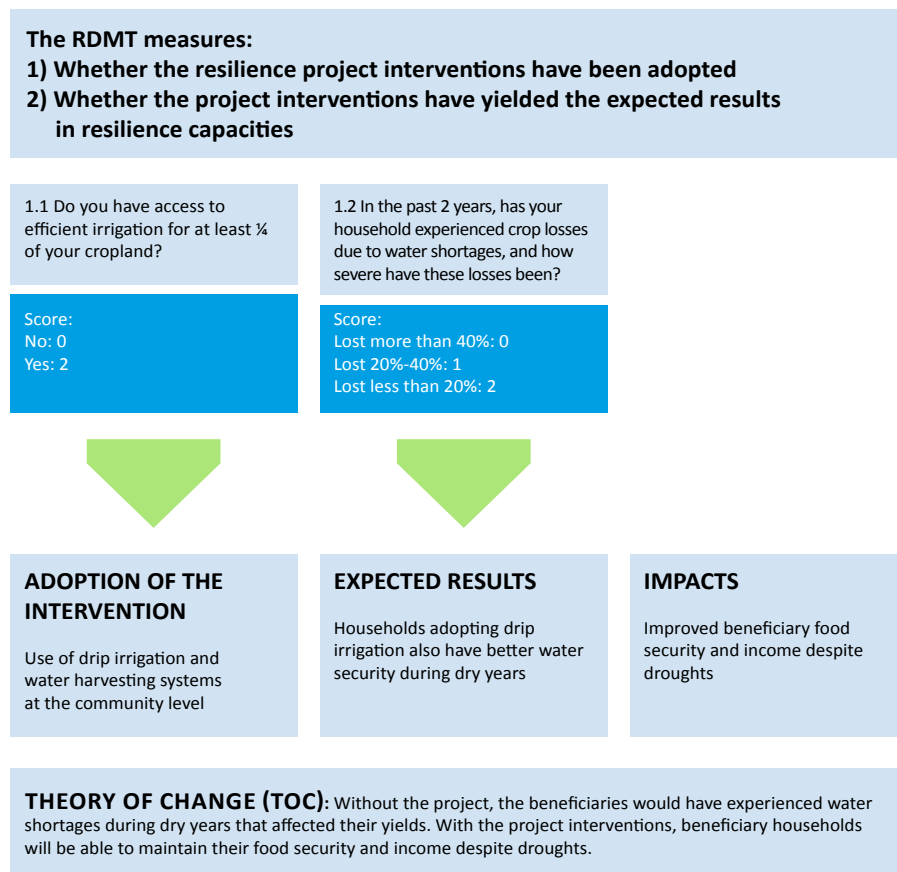 The RDMT measures:
1) Whether the resilience project interventions have been adopted
2) Whether the project interventions have yielded the expected results
in resilience capacities
1.1 Do you have access to
efficient irrigation for at least ¼
of your cropland?
Score:
No: 0
Yes: 2
1.2 In the past 2 years, has your
household experienced crop losses
due to water shortages, and how
severe have these losses been?
Score:
Lost more than 40%: 0
Lost 20%-40%: 1
Lost less than 20%: 2
ADOPTION OF THE
INTERVENTION
Use of drip irrigation and
water harvesting systems
at the community level
EXPECTED RESULTS
Households adopting drip
irrigation also have better water
security during dry years
IMPACTS
Improved beneficiary food
security and income despite
droughts
THEORY OF CHANGE (TOC): Without the project, the beneficiaries would have experienced water
shortages during dry years that affected their yields. With the project interventions, beneficiary households
will be able to maintain their food security and income despite droughts.